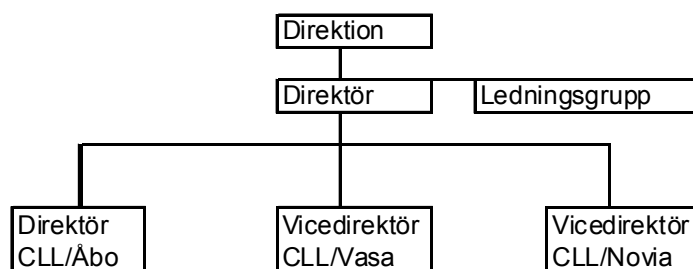 Direktion
Direktör
Ledningsgrupp
Direktör
CLL/Åbo
Vicedirektör
CLL/Vasa
Vicedirektör
CLL/Novia